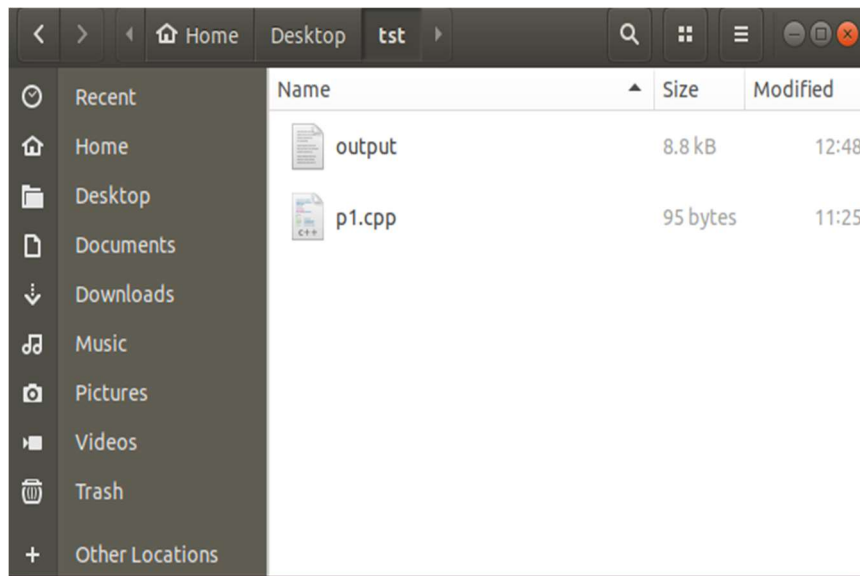 Home Desktop tst
Recent
Home
Desktop
Documents
Downloads
Music
Pictures
Videos
Trash
Other Locations
Name Size Modified
output 8.8 kB 12:48
C++ p1.cpp 95 bytes 11:25